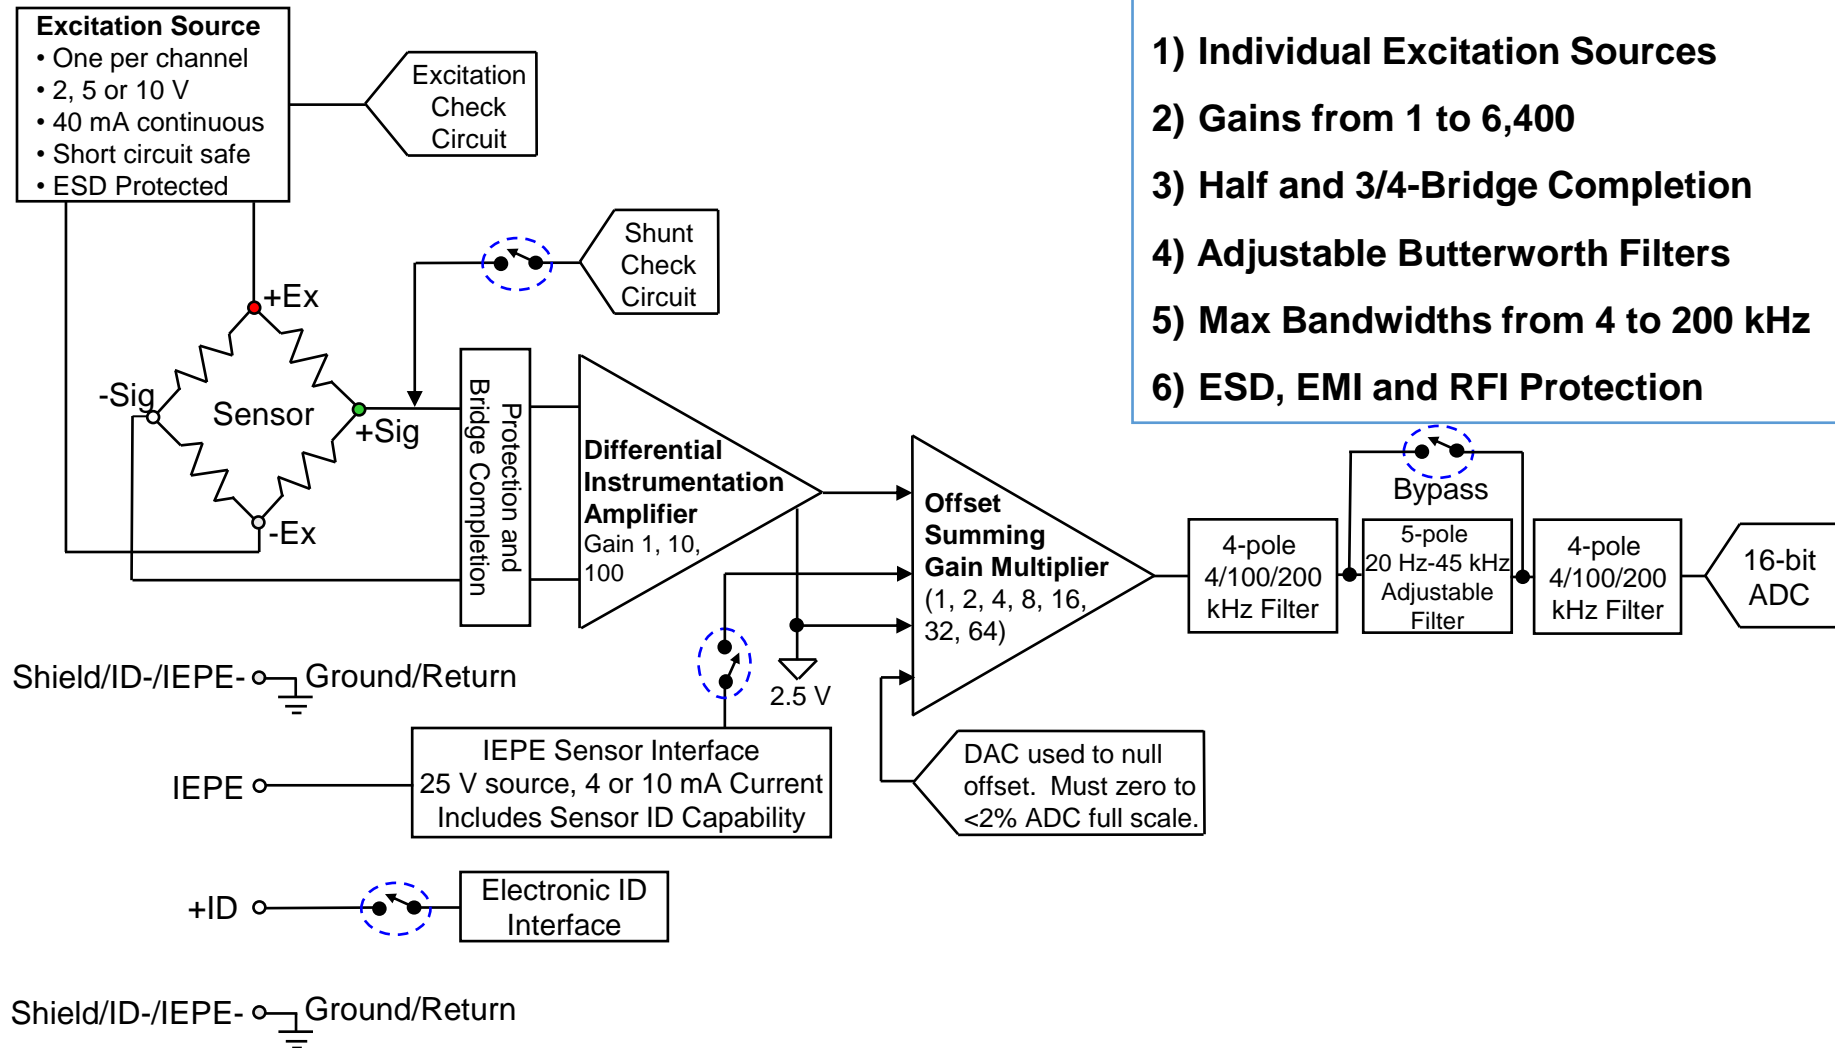 Excitation Source
• One per channel
• 2, 5 or 10 V
• 40 mA continuous
• Short circuit safe
• ESD Protected
Excitation
Check
Circuit
1) Individual Excitation Sources
2) Gains from 1 to 6,400
3) Half and 3/4-Bridge Completion
4) Adjustable Butterworth Filters
5) Max Bandwidths from 4 to 200 kHz
6) ESD, EMI and RFI Protection
Shunt
Check
Circuit
+Ex
-Sig
Sensor
+Sig
-Ex
Protection and
Bridge Completion
Differential
Instrumentation
Amplifier
Gain 1, 10,
100
Offset
Summing
Gain Multiplier
(1, 2, 4, 8, 16,
32, 64)
Bypass
4-pole
4/100/200
kHz Filter
5-pole
20 Hz-45 kHz
Adjustable
Filter
4-pole
4/100/200
kHz Filter
16-bit
ADC
2.5 V
Shield/ID-/IEPE-
Ground/Return
IEPE
IEPE Sensor Interface
25 V source, 4 or 10 mA Current
Includes Sensor ID Capability
DAC used to null
offset.  Must zero to
<2% ADC full scale.
+ID
Electronic ID
Interface
Shield/ID-/IEPE-
Ground/Return